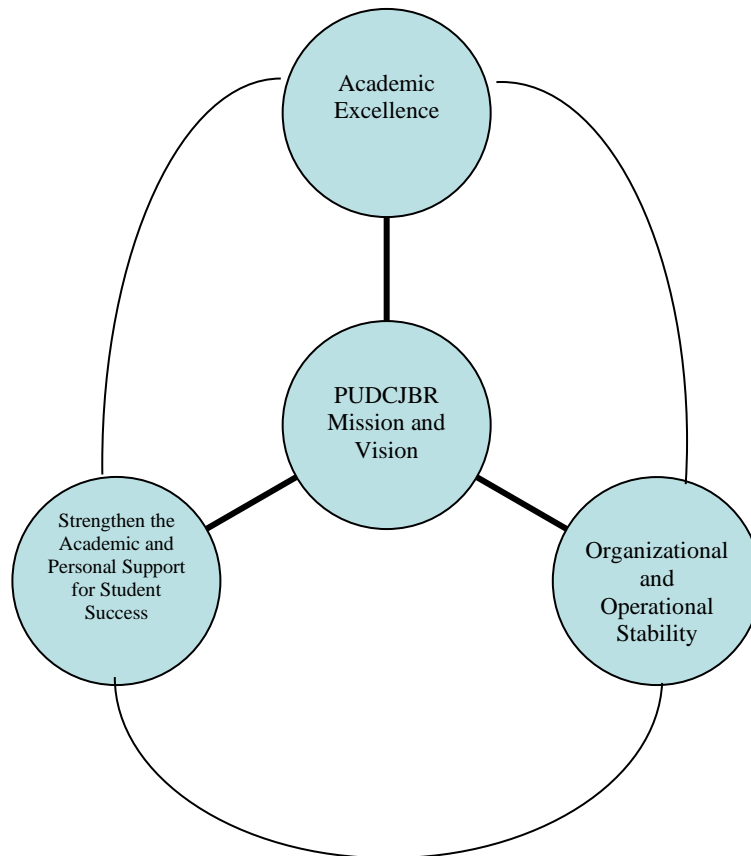 Academic
Excellence
PUDCJBR
Mission and
Vision
Strengthen the
Academic and
Personal Support
for Student
Success
Organizational
and
Operational
Stability